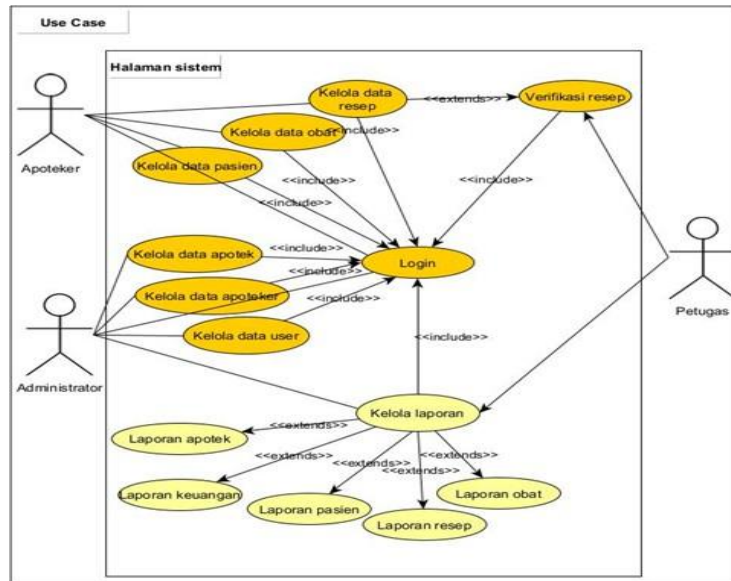 Use Case
Halaman sistem
Kelola data
resep
<<extends>>
Verifikasi resep
Kelola data obat
<<include>>
Kelola data pasien
<<include>>
<<include>>
<<include>>
Apoteker
Kelola data apotek
<<include>>
Login
<<include>>
Kelola data apoteker
<<include>>
Kelola data user
Petugas
<<include>>
Administrator
Kelola laporan
<<extends>>
Laporan apotek
<<extends>>
<<extends>>
<<extends>>
<<extends>>
Laporan keuangan
Laporan obat
Laporan pasien
Laporan resep